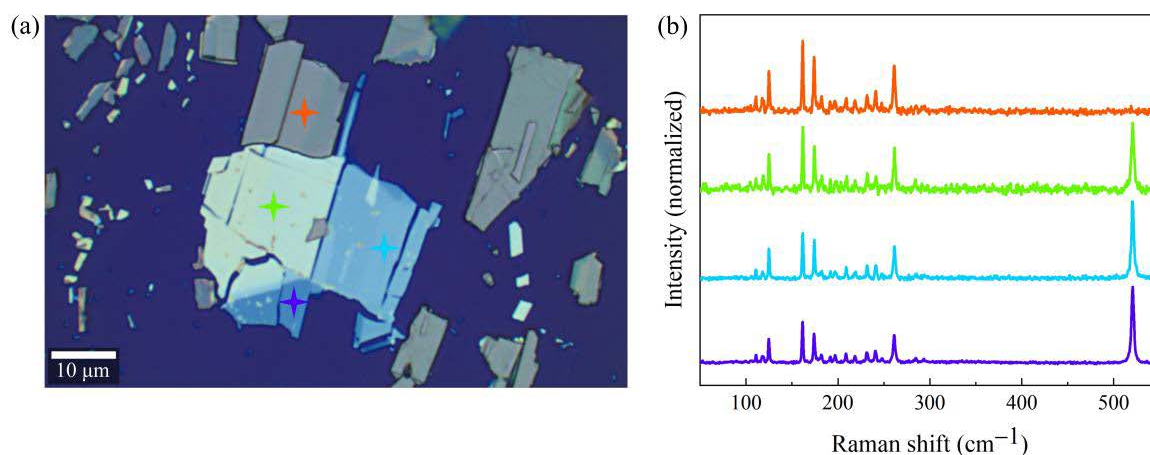 (a)
10 μm
(b)
Intensity (normalized)
100 200 300 400 500
Raman shift (cm⁻¹)